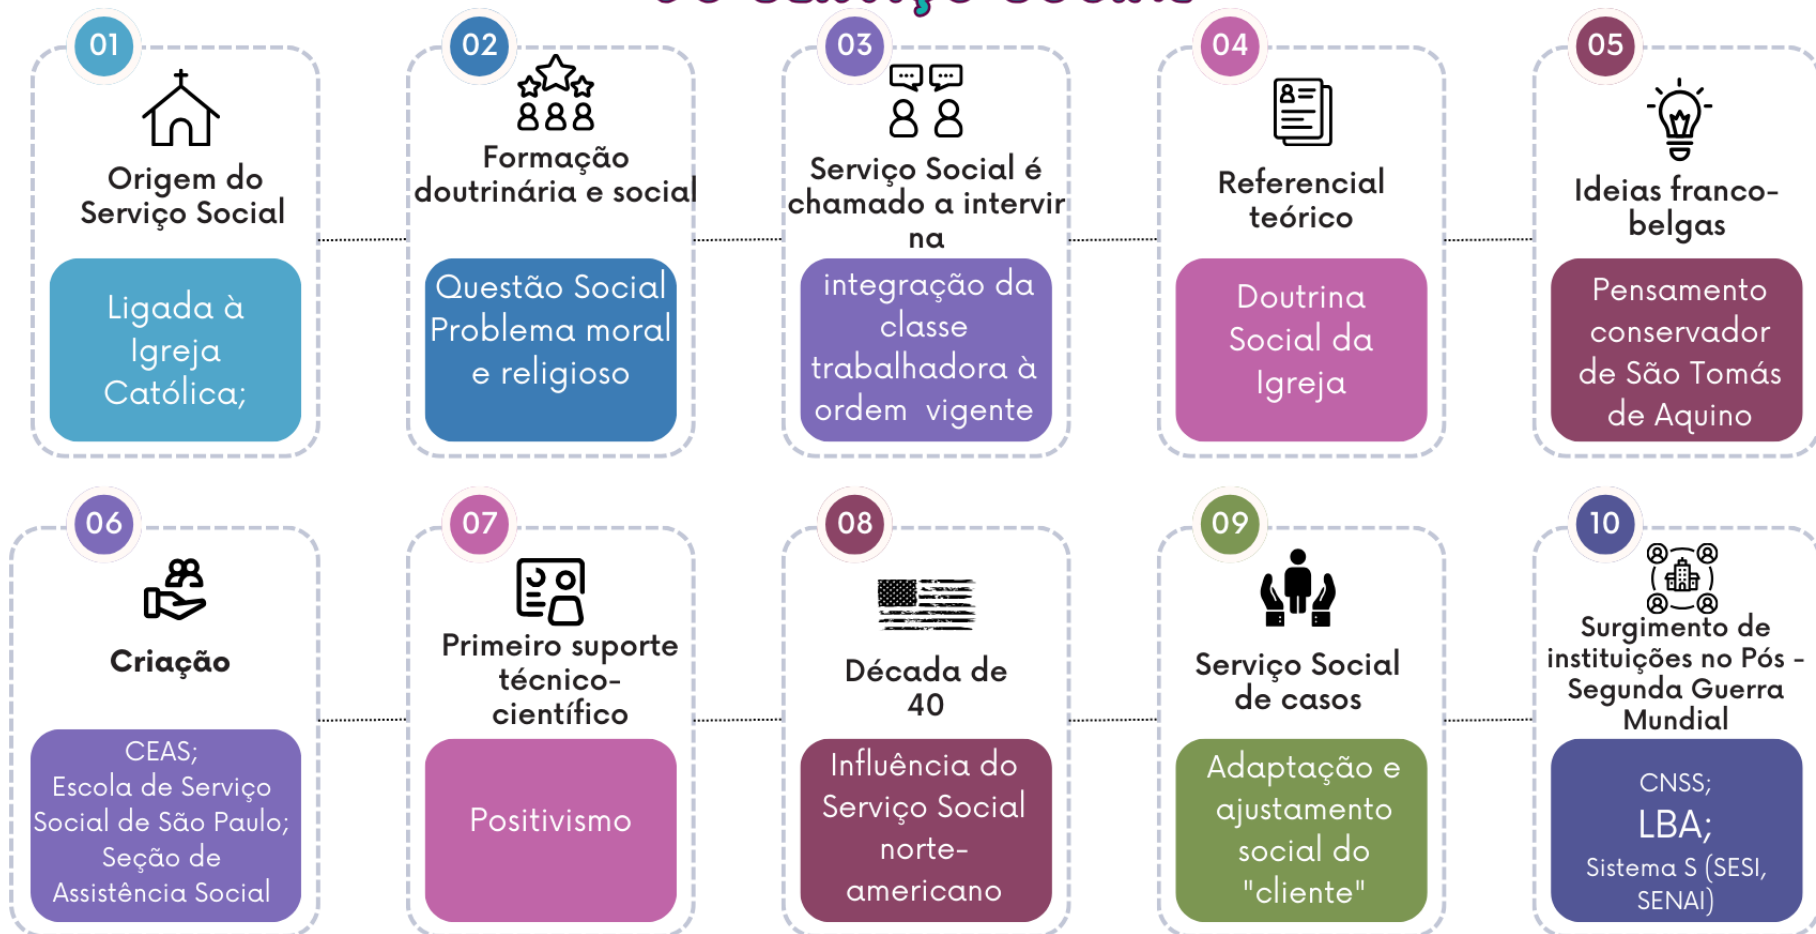 DO SERVIÇO SOCIAL
01
Origem do
Serviço Social
Ligada à
Igreja
Católica;
02
Formação
doutrinária e social
Questão Social
Problema moral
e religioso
03
Serviço Social é
chamado a intervir
na
integração da
classe
trabalhadora à
ordem vigente
04
Referencial
teórico
Doutrina
Social da
Igreja
05
Ideias franco-
belgas
Pensamento
conservador
de São Tomás
de Aquino
06
Criação
CEAS;
Escola de Serviço
Social de São Paulo;
Seção de
Assistência Social
07
Primeiro suporte
técnico-
científico
Positivismo
08
Década de
40
Influência do
Serviço Social
norte-
americano
09
Serviço Social
de casos
Adaptação e
ajustamento
social do
"cliente"
10
Surgimento de
instituições no Pós -
Segunda Guerra
Mundial
CNSS;
LBA;
Sistema S (SESI,
SENAI)